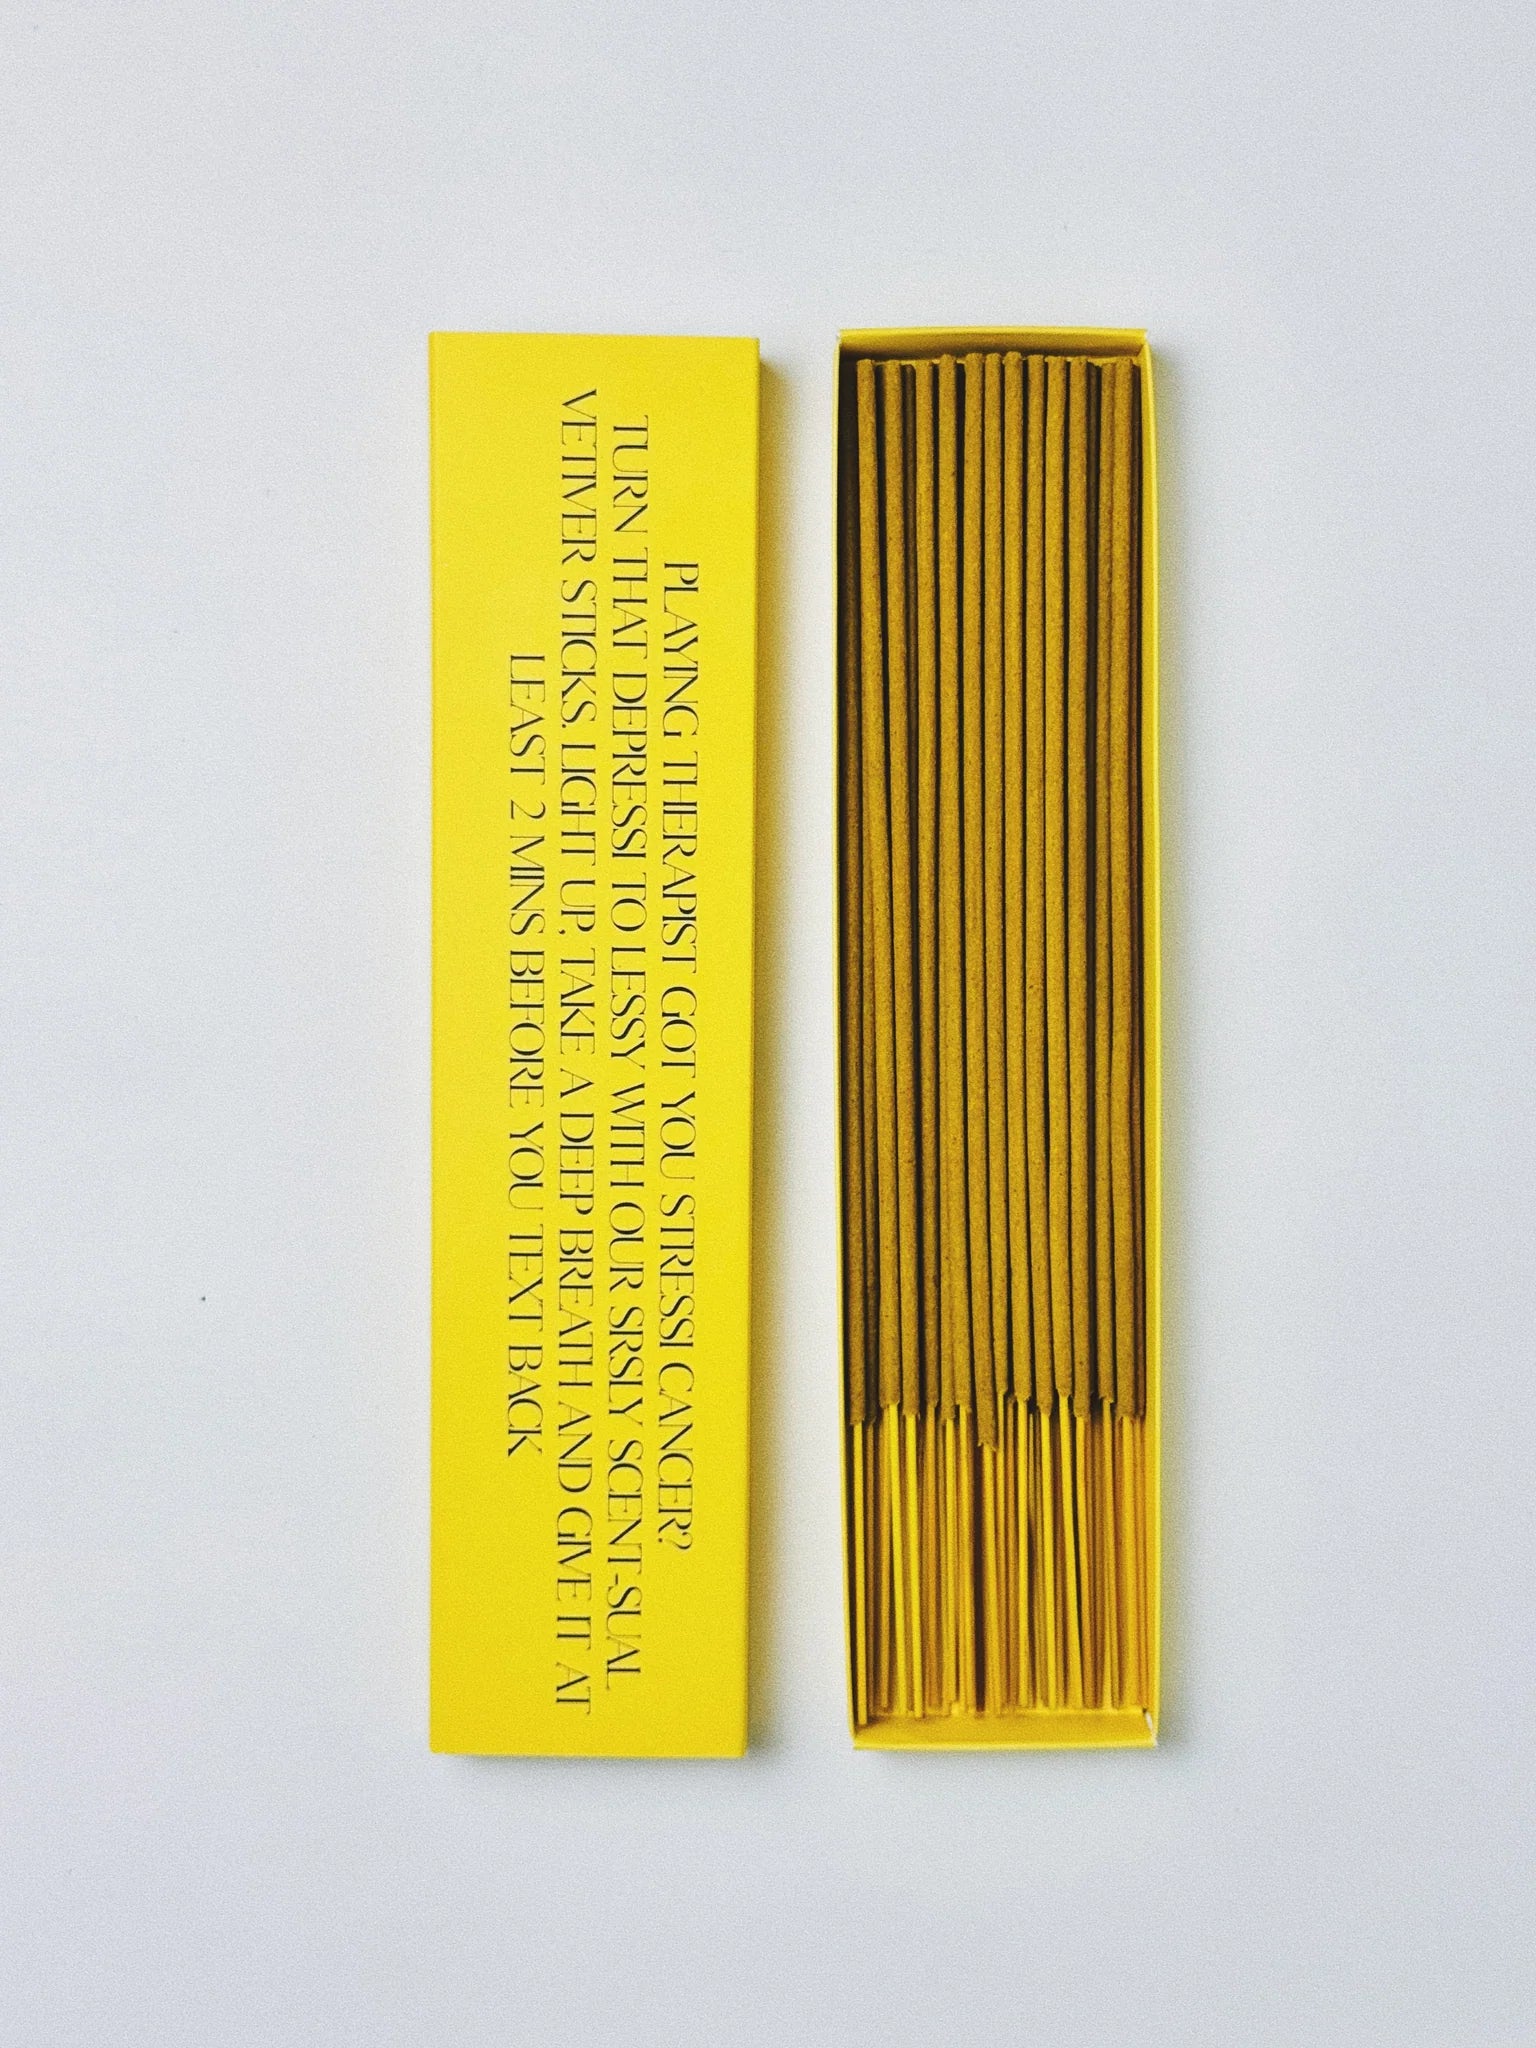 PLAYING THERAPIST GOT YOU STRESSI CANCER?
TURN THAT DEPRESSI TO LESSY WITH OUR SRSLY SCENT-SUAL
VETIVER STICKS. LIGHT UP, TAKE A DEEP BREATH AND GIVE IT AT
LEAST 2 MINS BEFORE YOU TEXT BACK